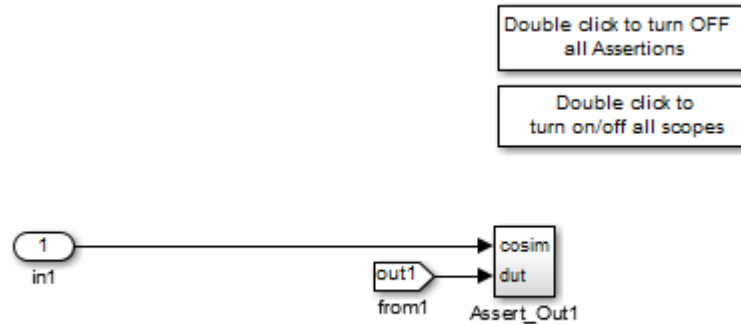 Double click to turn OFF
all Assertions
Double click to
turn on/off all scopes
1
in1
out1
from1
cosim
dut
Assert_Out1